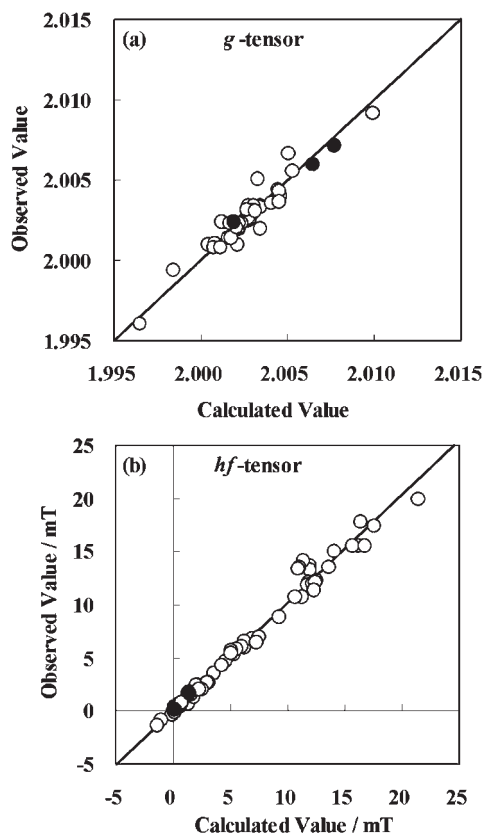 (a)
g-tensor
2.015
2.010
2.005
2.000
1.995
Observed Value
1.995 2.000 2.005 2.010 2.015
Calculated Value
(b)
hf-tensor
25
20
15
10
5
0
-5
Observed Value / mT
-5 0 5 10 15 20 25
Calculated Value / mT